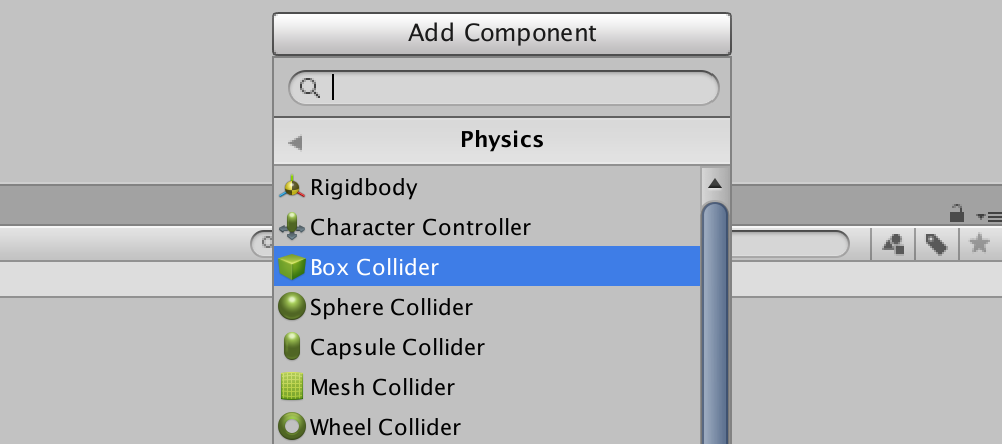 Add Component
Physics
Rigidbody
Character Controller
Box Collider
Sphere Collider
Capsule Collider
Mesh Collider
Wheel Collider